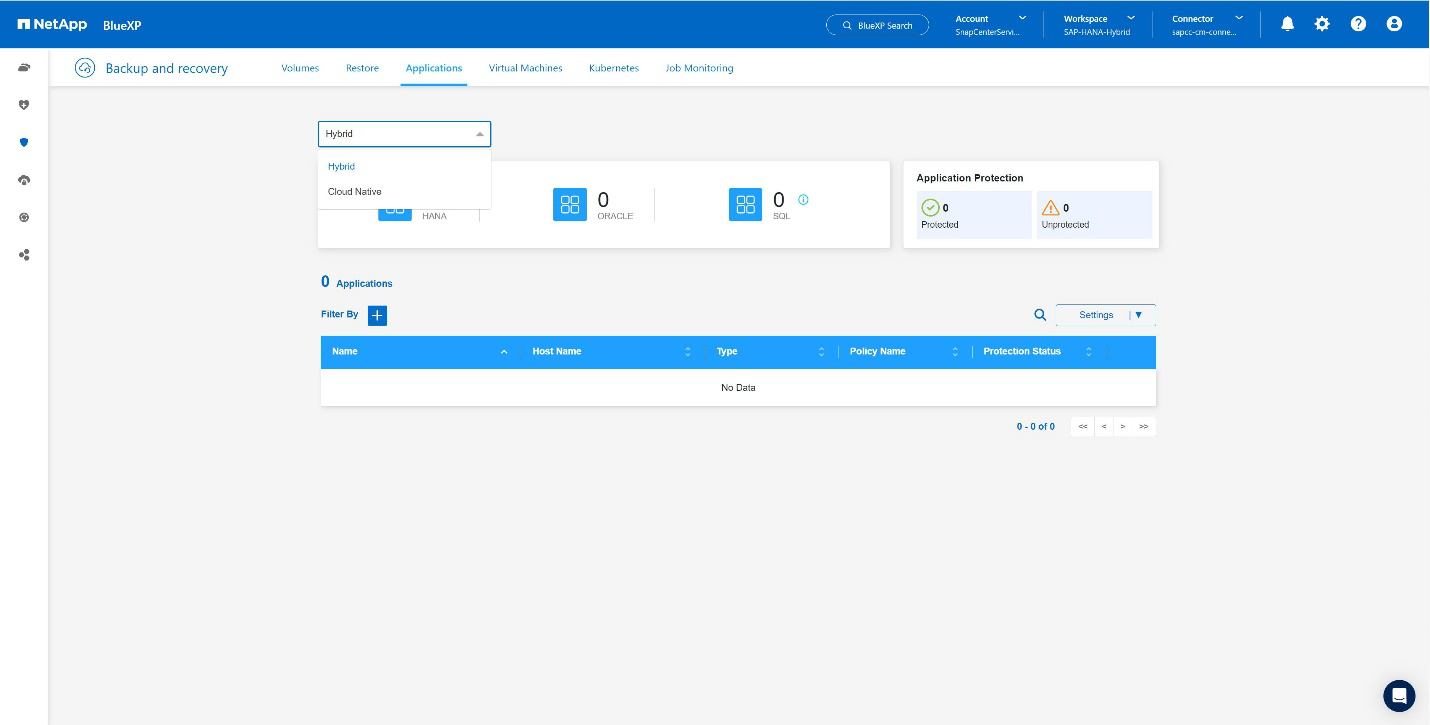 NetApp BlueXP
BlueXP Search
Account
SnapCenterServi...
Workspace
SAP-HANA-Hybrid
Connector
sapcc-cm-conne...
Backup and recovery
Volumes Restore Applications Virtual Machines Kubernetes Job Monitoring
Hybrid
Hybrid
Cloud Native
HANA
0
ORACLE
0
SQL
Application Protection
0
Protected
0
Unprotected
0 Applications
Filter By +
Settings | ▼
Name Host Name Type Policy Name Protection Status
No Data
0 - 0 of 0 << < > >>